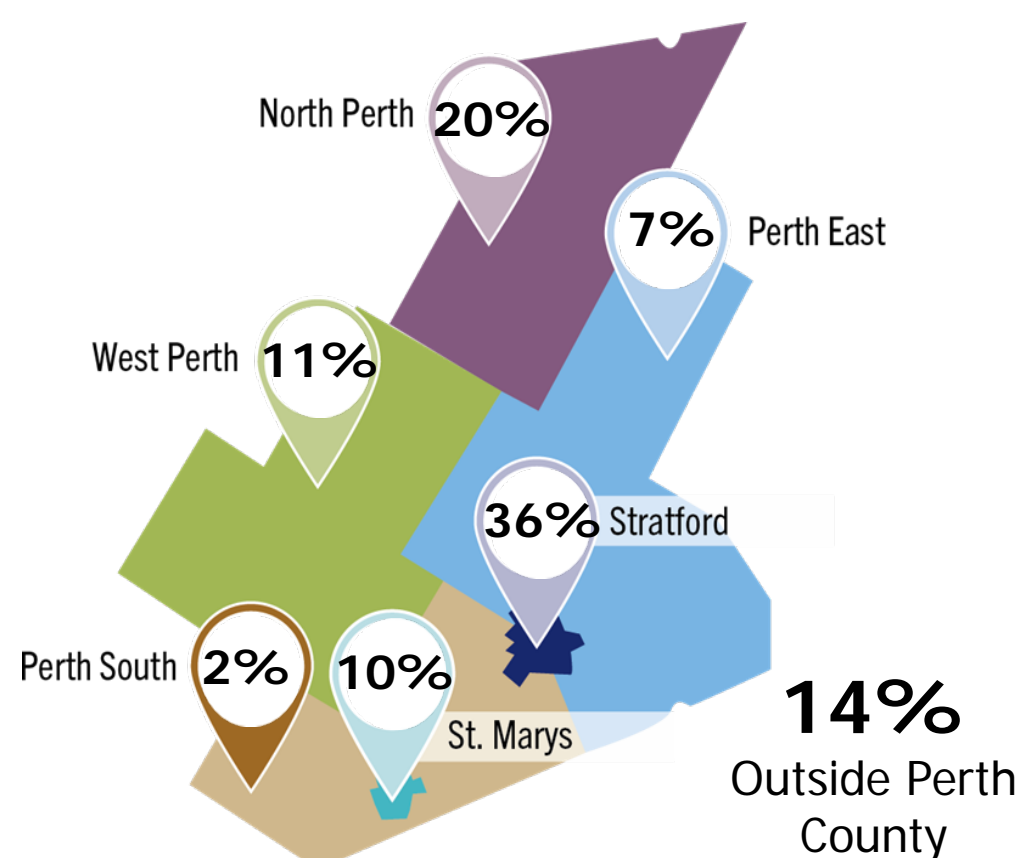 North Perth
20%
7%
Perth East
West Perth
11%
36%
Stratford
Perth South
2%
10%
St. Marys
14%
Outside Perth
County